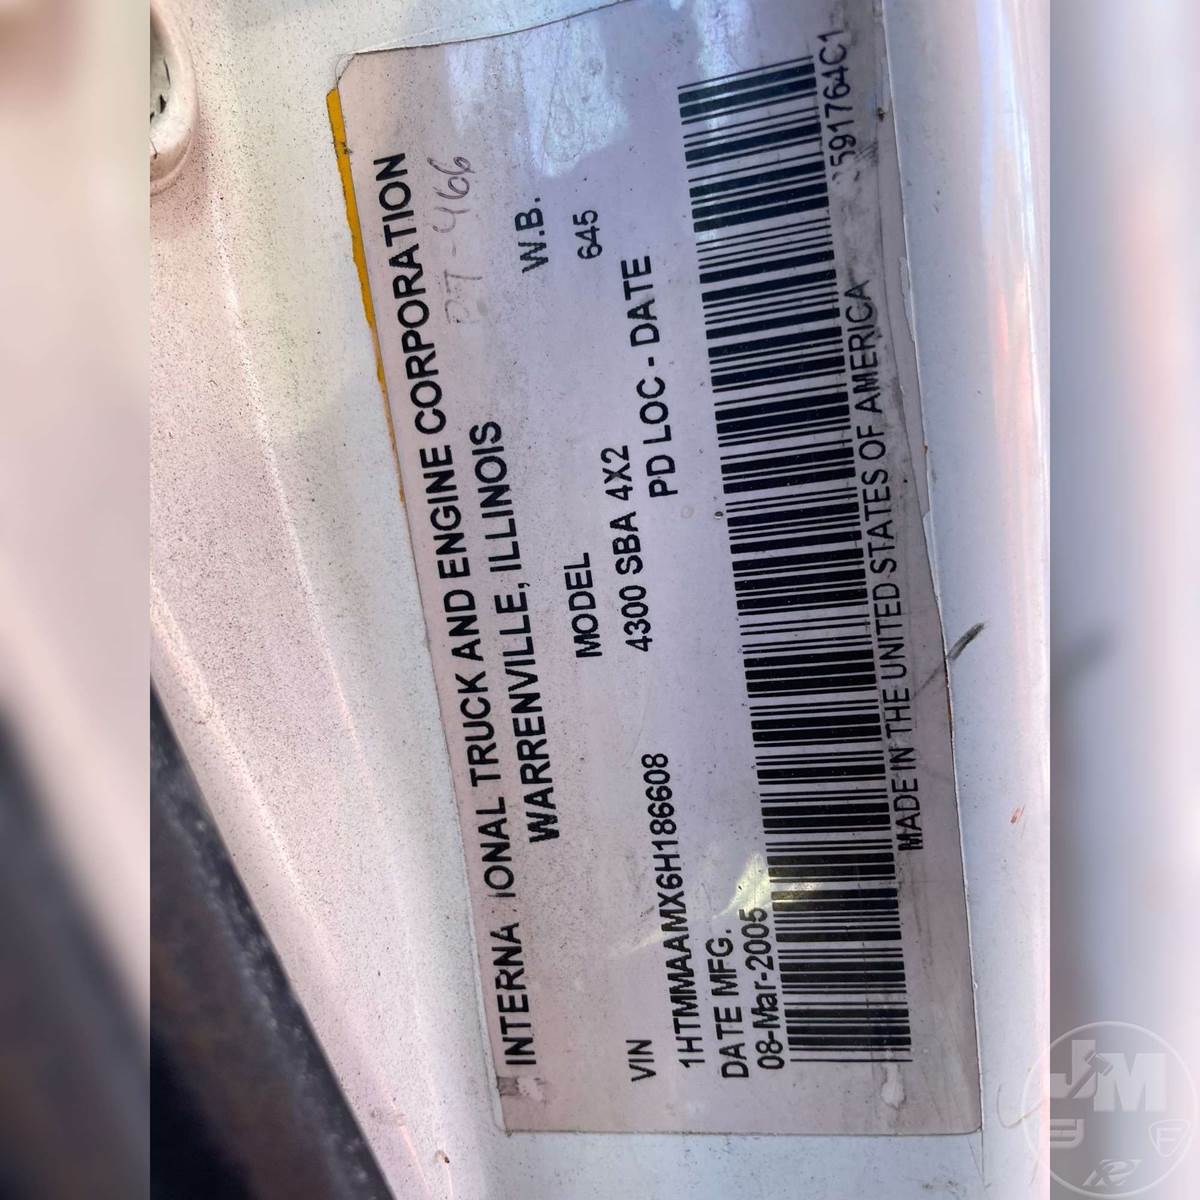 INTERNA IONAL TRUCK AND ENGINE CORPORATION
WARRENVILLE, ILLINOIS
-466
MODEL W.B.
VIN 4300 SBA 4X2 645
1HTMMAAMX6H186608
PD LOC - DATE
DATE MFG.
08-Mar-2005
MADE IN THE UNITED STATES OF AMERICA 591764C1
JM